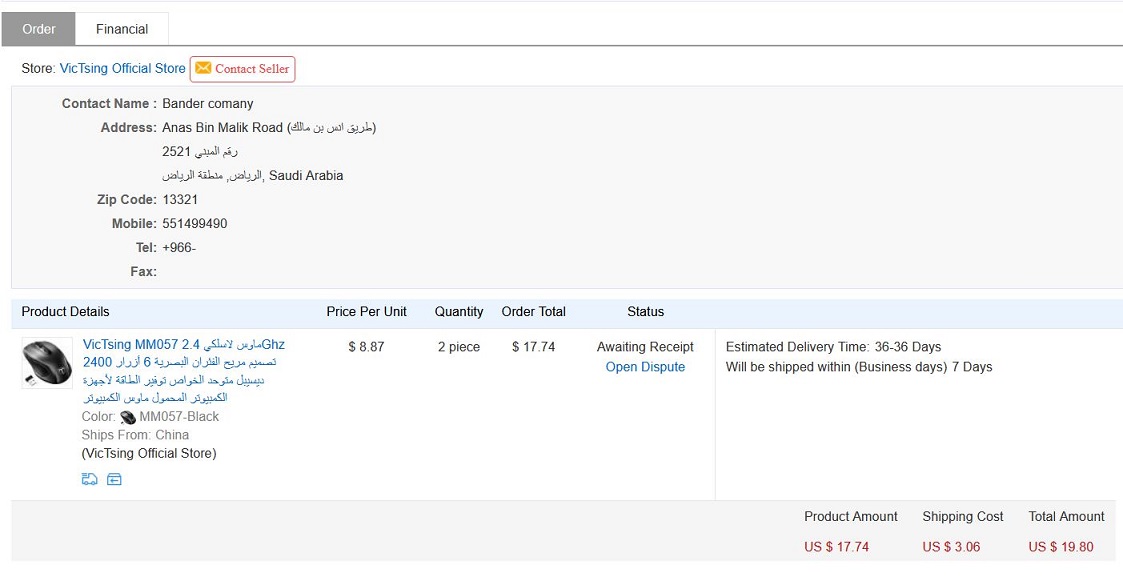 Order
Financial
Store: VicTsing Official Store Contact Seller
Contact Name : Bander comany
Address: Anas Bin Malik Road (طريق انس بن مالك)
رقم المبني 2521
الرياض, منطقة الرياض, Saudi Arabia
Zip Code: 13321
Mobile: 551499490
Tel: +966-
Fax:
Product Details Price Per Unit Quantity Order Total Status
VicTsing MM057 2.4 ماوس لاسلكي Ghz
تصميم مريح الفئران البصرية 6 أزرار 2400
ديسيبل متوحد الخواص توفير الطاقة لأجهزة
الكمبيوتر المحمول ماوس الكمبيوتر
Color: MM057-Black
Ships From: China
(VicTsing Official Store)
$ 8.87
2 piece
$ 17.74
Awaiting Receipt
Open Dispute
Estimated Delivery Time: 36-36 Days
Will be shipped within (Business days) 7 Days
Product Amount Shipping Cost Total Amount
US $ 17.74 US $ 3.06 US $ 19.80